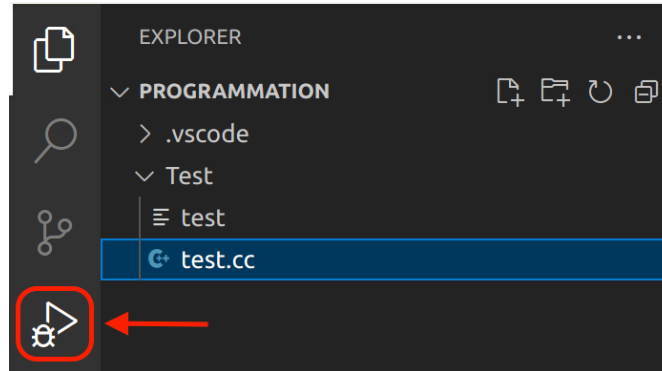 EXPLORER
PROGRAMMATION
.vscode
Test
test
test.cc